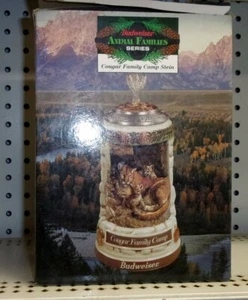 Budweiser
ANIMAL FAMILIES
SERIES
Cougar Family Camp Stein
Cougar Family Camp
Budweiser